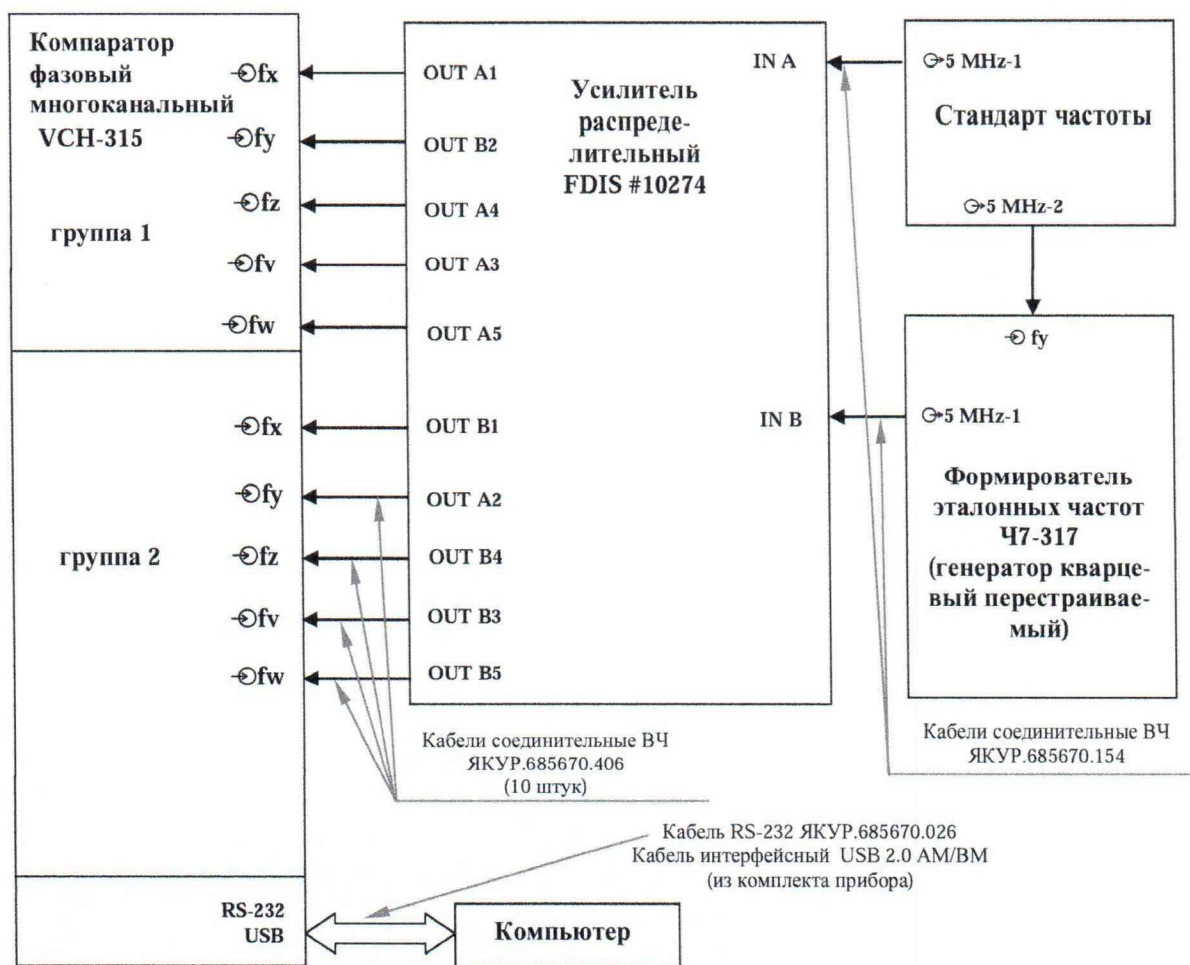 Компаратор
фазовый
многоканальный
VCH-315
группа 1
fx
fy
fz
fv
fw
группа 2
fx
fy
fz
fv
fw
RS-232
USB
OUT A1
OUT B2
OUT A4
OUT A3
OUT A5
OUT B1
OUT A2
OUT B4
OUT B3
OUT B5
Усилитель
распреде-
лительный
FDIS #10274
IN A
IN B
5 MHz-1
Стандарт частоты
5 MHz-2
fy
5 MHz-1
Формирователь
эталонных частот
Ч7-317
(генератор кварце-
вый перестраивае-
мый)
Кабели соединительные ВЧ
ЯКУР.685670.406
(10 штук)
Кабели соединительные ВЧ
ЯКУР.685670.154
Кабель RS-232 ЯКУР.685670.026
Кабель интерфейсный USB 2.0 AM/BM
(из комплекта прибора)
Компьютер